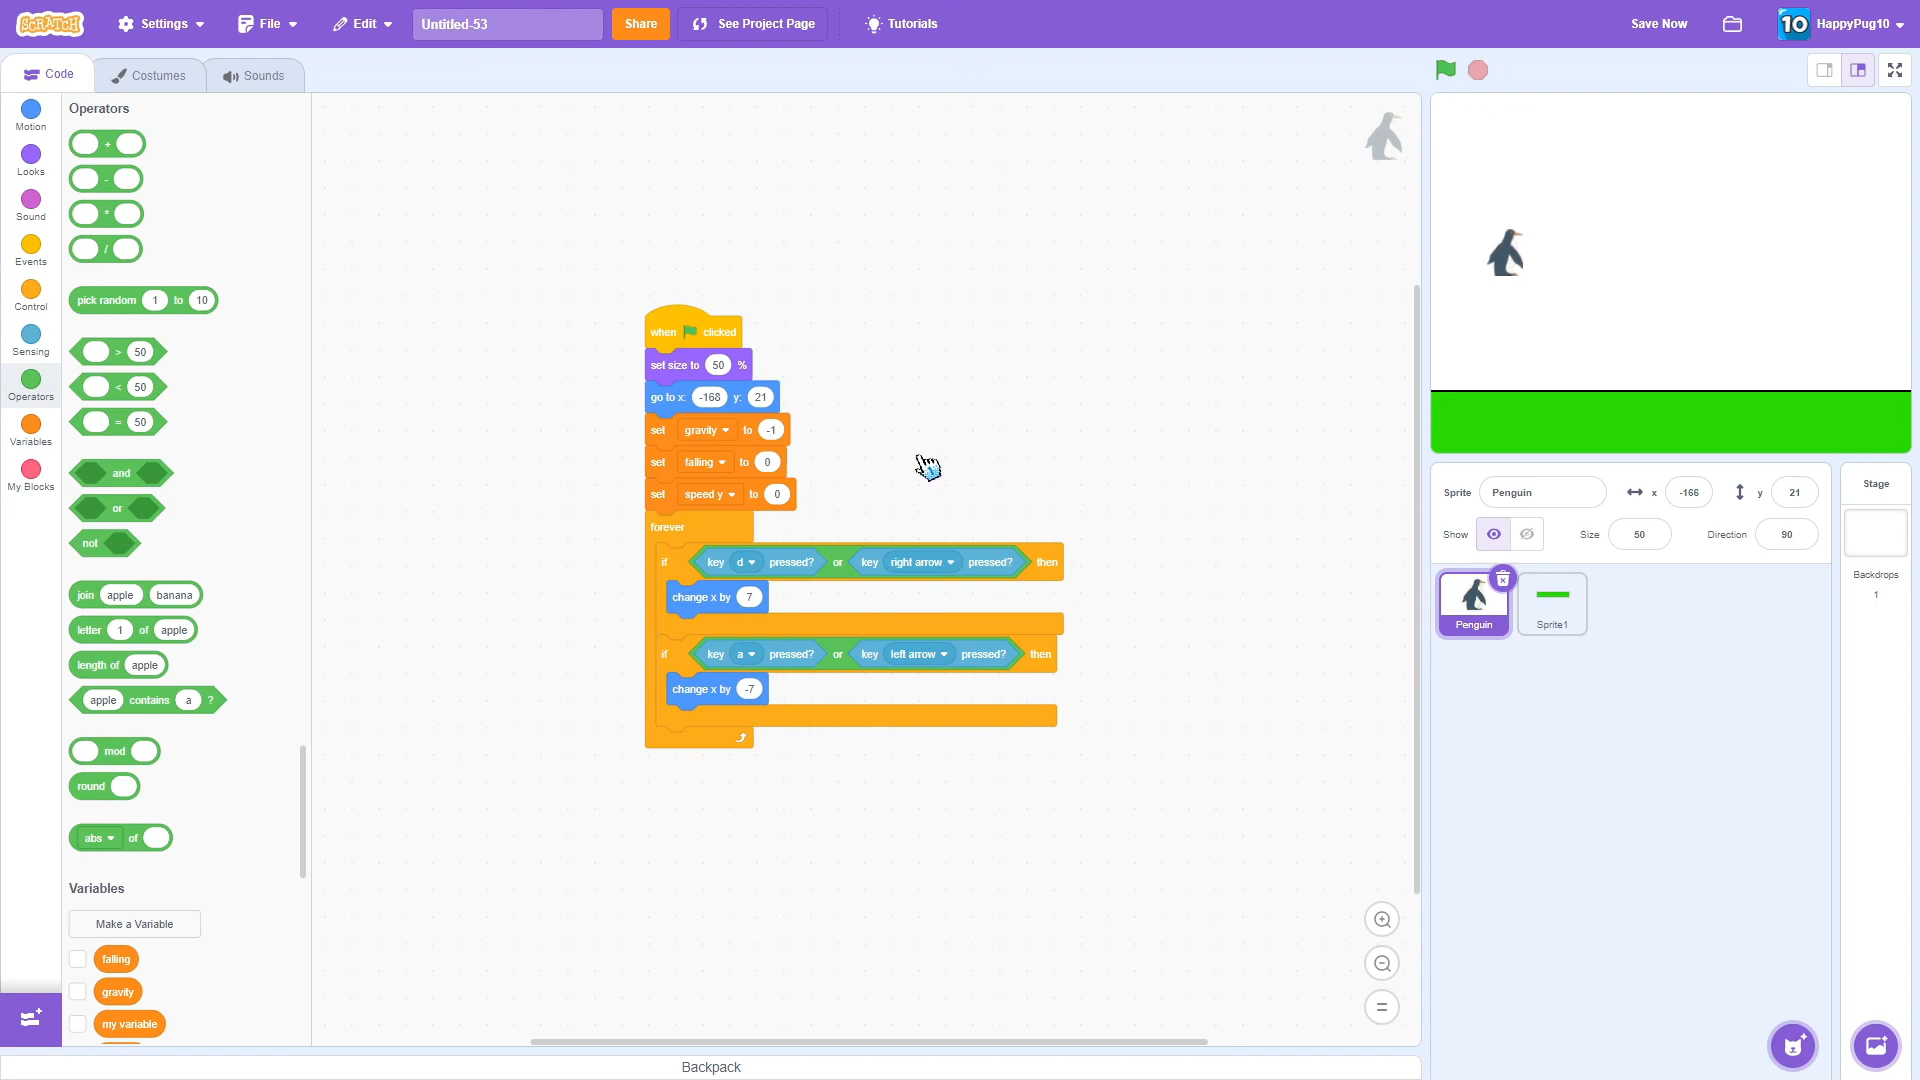 SCRATCH Settings File Edit Untitled-53 Share See Project Page Tutorials Save Now 10 HappyPug10
Code Costumes Sounds
Motion
Looks
Sound
Events
Control
Sensing
Operators
Variables
My Blocks
Operators
+
-
*
/
pick random 1 to 10
> 50
< 50
= 50
and
or
not
join apple banana
letter 1 of apple
length of apple
apple contains a ?
mod
round
abs of
Variables
Make a Variable
falling
gravity
my variable
when clicked
set size to 50 %
go to x: -168 y: 21
set gravity to -1
set falling to 0
set speed y to 0
forever
if key d pressed? or key right arrow pressed? then
change x by 7
if key a pressed? or key left arrow pressed? then
change x by -7
=
Backpack
Sprite Penguin x -166 y 21
Show Size 50 Direction 90
Penguin
Sprite1
Stage
Backdrops
1